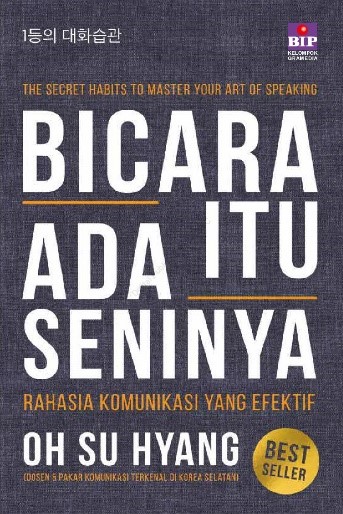 1등의 대화습관
BIP
KELOMPOK
GRAMEDIA
THE SECRET HABITS TO MASTER YOUR ART OF SPEAKING
BICARA
ITU
ADA
SENINYA
RAHASIA KOMUNIKASI YANG EFEKTIF
OH SU HYANG
(DOSEN & PAKAR KOMUNIKASI TERKENAL DI KOREA SELATAN)
BEST
SELLER